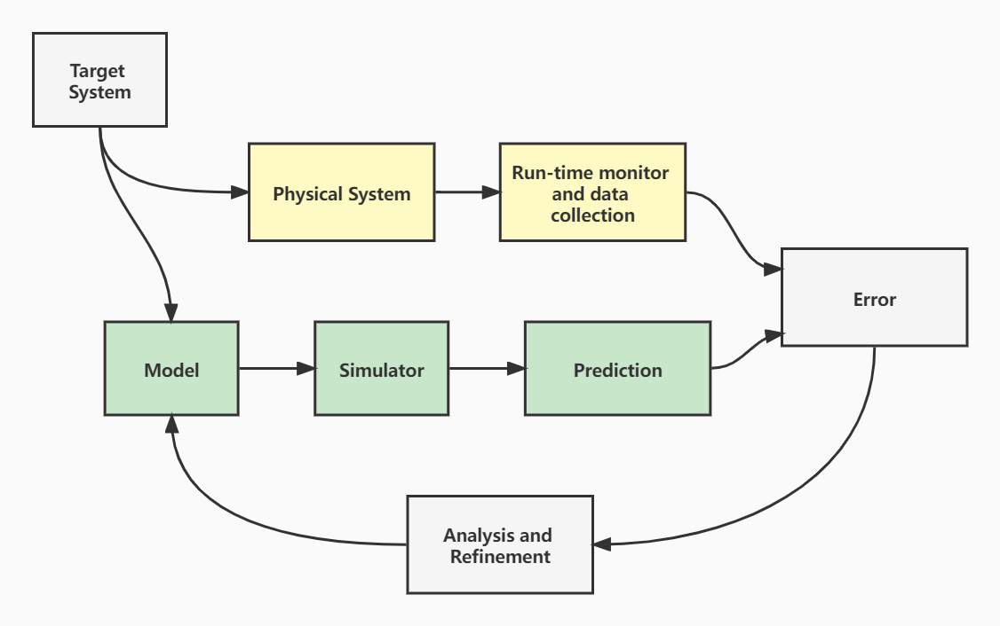 Target
System
Physical System
Run-time monitor
and data
collection
Error
Model
Simulator
Prediction
Analysis and
Refinement